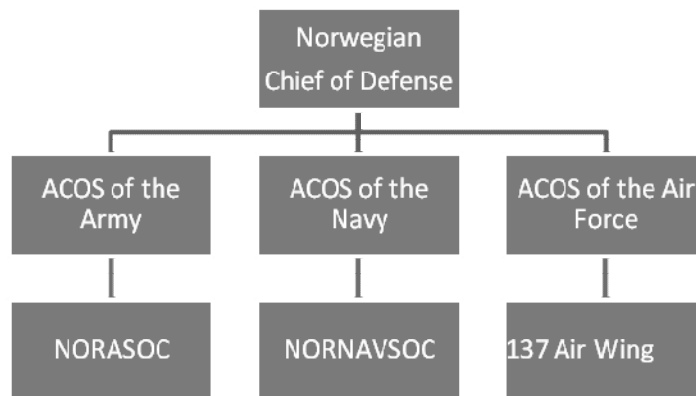 Norwegian
Chief of Defense
ACOS of the
Army
ACOS of the
Navy
ACOS of the Air
Force
NORASOC
NORNAVSOC
137 Air Wing